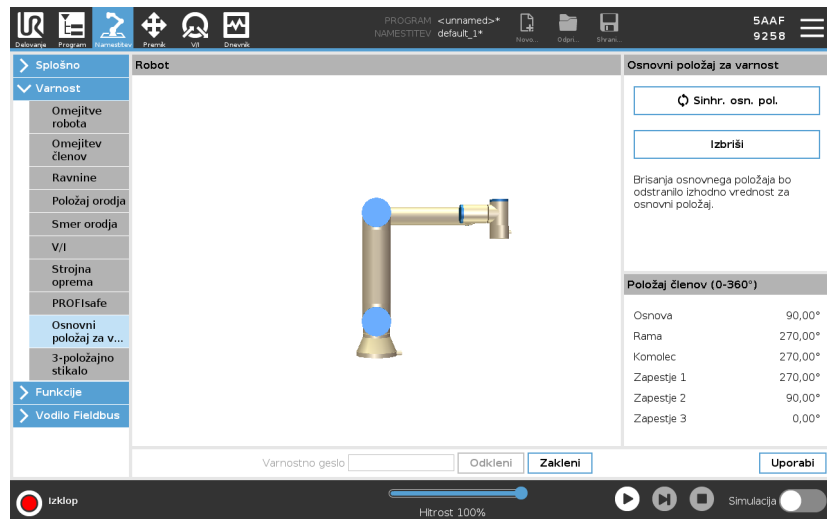 PROGRAM <unnamed>*
NAMESTITEV default_1*
5AAF
9258
Delovanje Program Namestitev Premik V/I Dnevnik
Novo... Odpri... Shrani...
Splošno
Varnost
Omejitve
robota
Omejitev
členov
Ravnine
Položaj orodja
Smer orodja
V/I
Strojna
oprema
PROFIsafe
Osnovni
položaj za v...
3-položajno
stikalo
Funkcije
Vodilo Fieldbus
Robot
Osnovni položaj za varnost
Sinhr. osn. pol.
Izbriši
Brisanja osnovnega položaja bo
odstranilo izhodno vrednost za
osnovni položaj.
Položaj členov (0-360°)
Osnova 90,00°
Rama 270,00°
Komolec 270,00°
Zapestje 1 270,00°
Zapestje 2 90,00°
Zapestje 3 0,00°
Varnostno geslo Odkleni Zakleni Uporabi
Izklop
Hitrost 100%
Simulacija